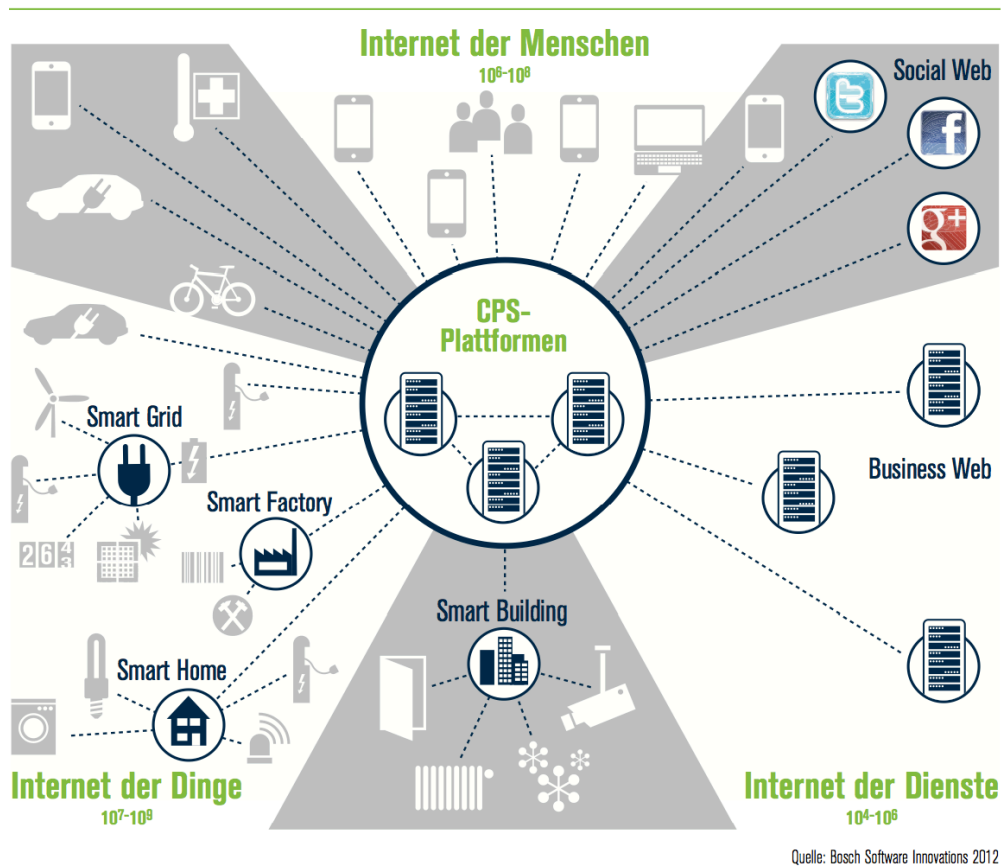 Internet der Menschen
10⁶-10⁸
Social Web
t
f
g+
CPS-
Plattformen
Smart Grid
Business Web
Smart Factory
26
Smart Building
Smart Home
Internet der Dinge
10⁷-10⁹
Internet der Dienste
10⁴-10⁶
Quelle: Bosch Software Innovations 2012